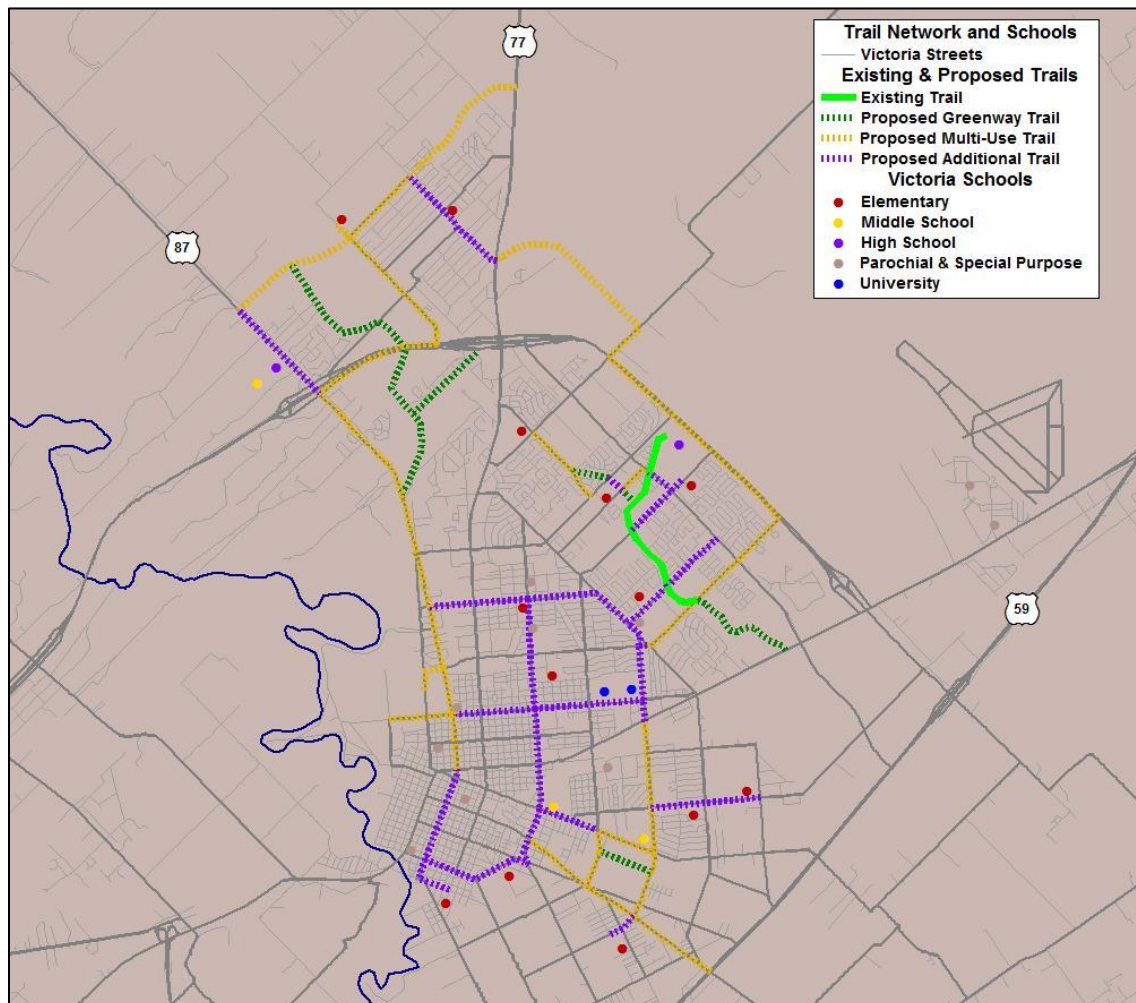 77
Trail Network and Schools
Victoria Streets
Existing & Proposed Trails
Existing Trail
Proposed Greenway Trail
Proposed Multi-Use Trail
Proposed Additional Trail
Victoria Schools
Elementary
Middle School
High School
Parochial & Special Purpose
University
87
59